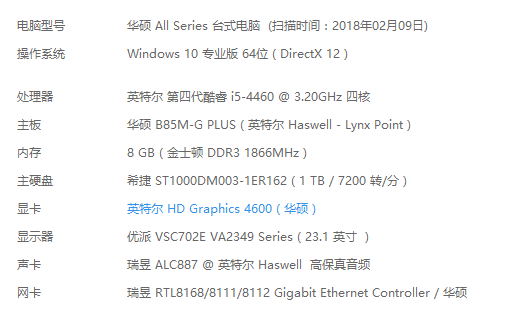 电脑型号 华硕 All Series 台式电脑 (扫描时间：2018年02月09日)
操作系统 Windows 10 专业版 64位 ( DirectX 12 )
处理器 英特尔 第四代酷睿 i5-4460 @ 3.20GHz 四核
主板 华硕 B85M-G PLUS ( 英特尔 Haswell - Lynx Point )
内存 8 GB ( 金士顿 DDR3 1866MHz )
主硬盘 希捷 ST1000DM003-1ER162 ( 1 TB / 7200 转/分 )
显卡 英特尔 HD Graphics 4600 ( 华硕 )
显示器 优派 VSC702E VA2349 Series ( 23.1 英寸 )
声卡 瑞昱 ALC887 @ 英特尔 Haswell 高保真音频
网卡 瑞昱 RTL8168/8111/8112 Gigabit Ethernet Controller / 华硕